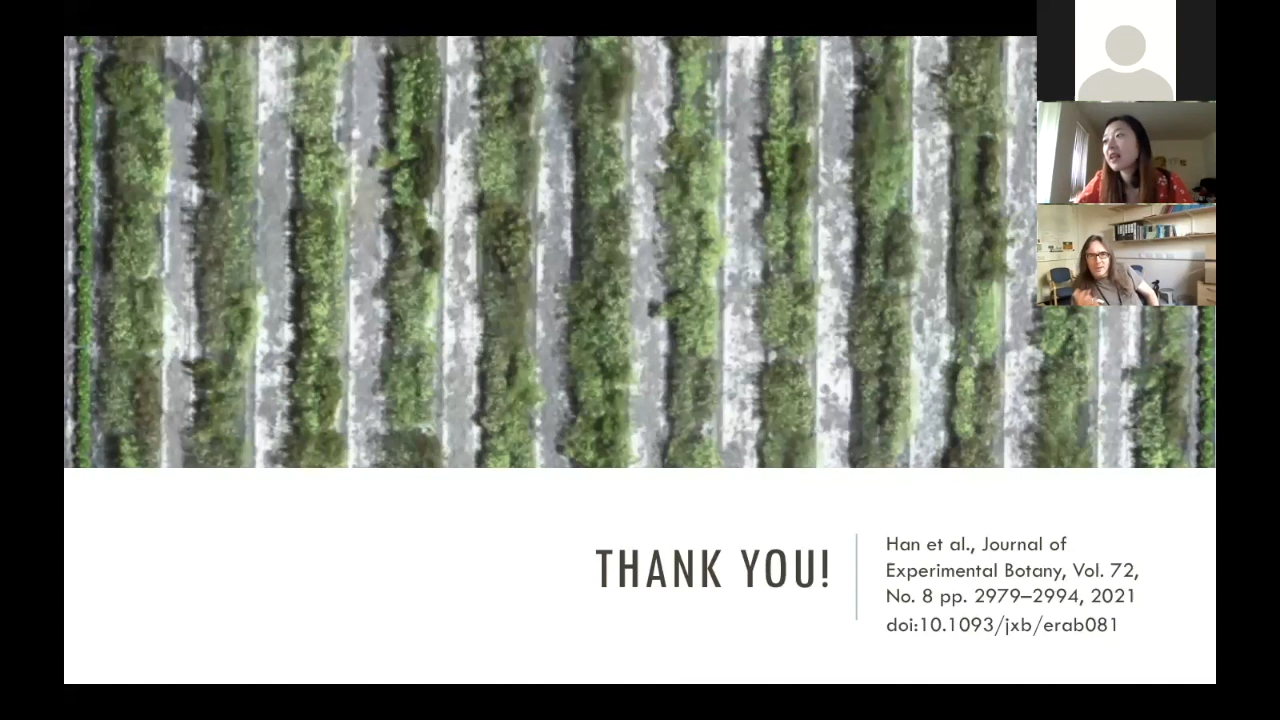 THANK YOU!
Han et al., Journal of
Experimental Botany, Vol. 72,
No. 8 pp. 2979–2994, 2021
doi:10.1093/jxb/erab081